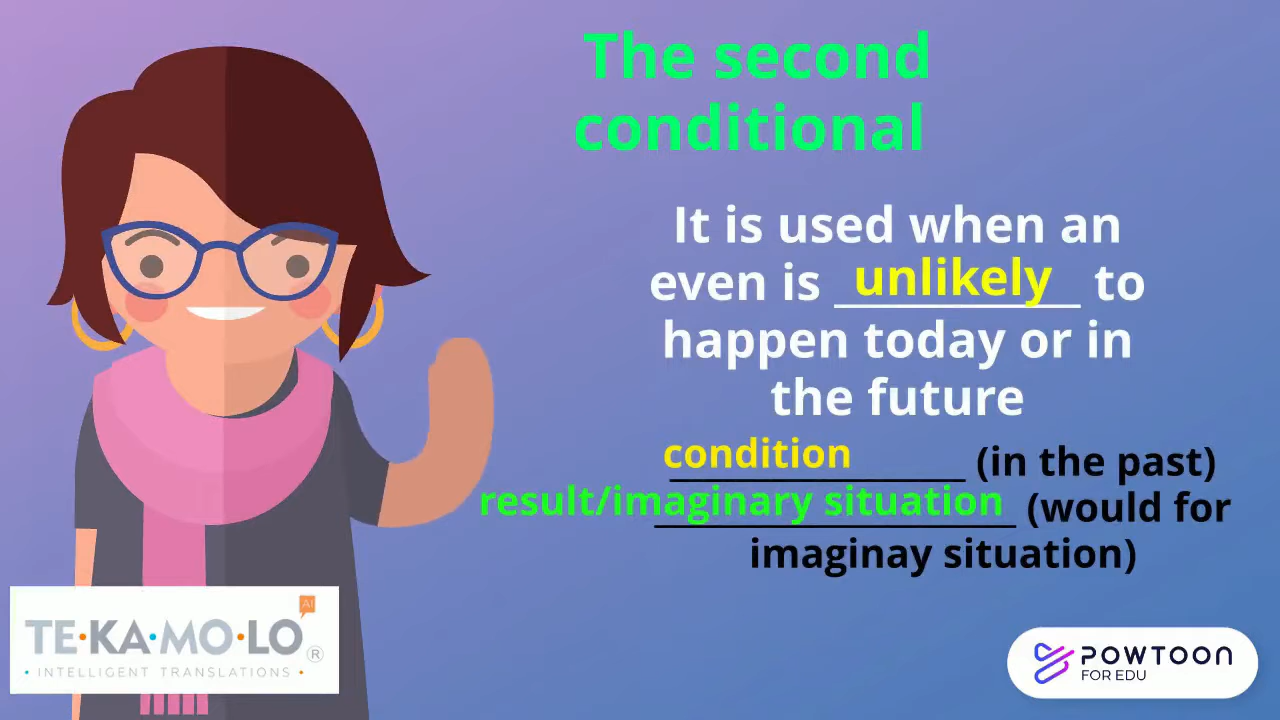 The second
conditional
It is used when an
even is unlikely to
happen today or in
the future
condition (in the past)
result/imaginary situation (would for
imaginay situation)
TE·KA·MO·LO AI ®
· INTELLIGENT TRANSLATIONS ·
POWTOON
FOR EDU